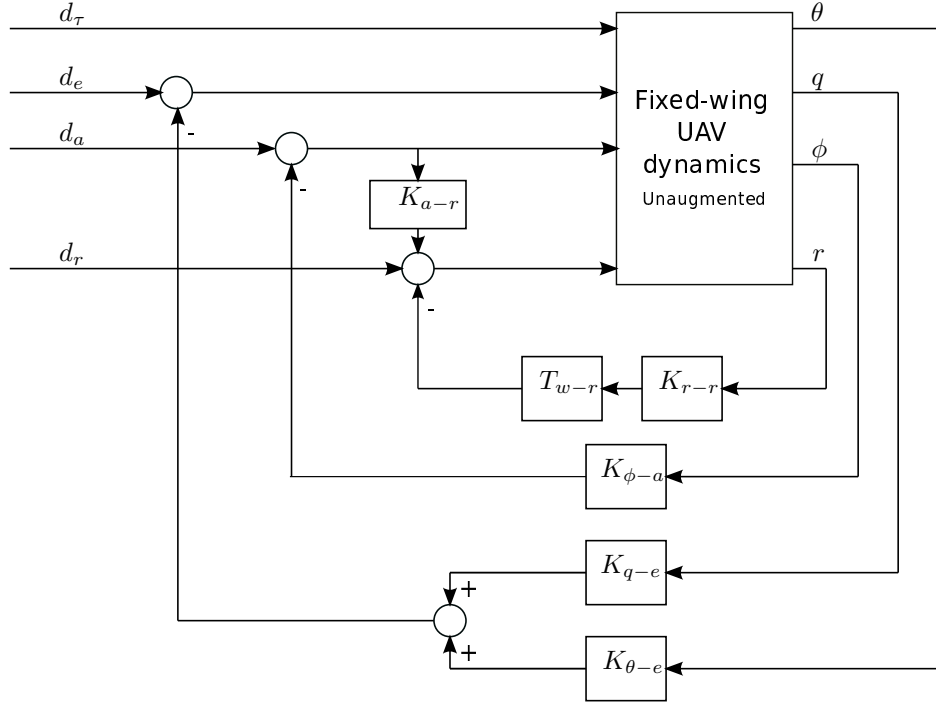 d_τ θ
d_e q
Fixed-wing
UAV
dynamics
Unaugmented
d_a ϕ
-
-
K_{a-r}
d_r r
-
T_{w-r} K_{r-r}
K_{ϕ-a}
K_{q-e}
+
+
K_{θ-e}